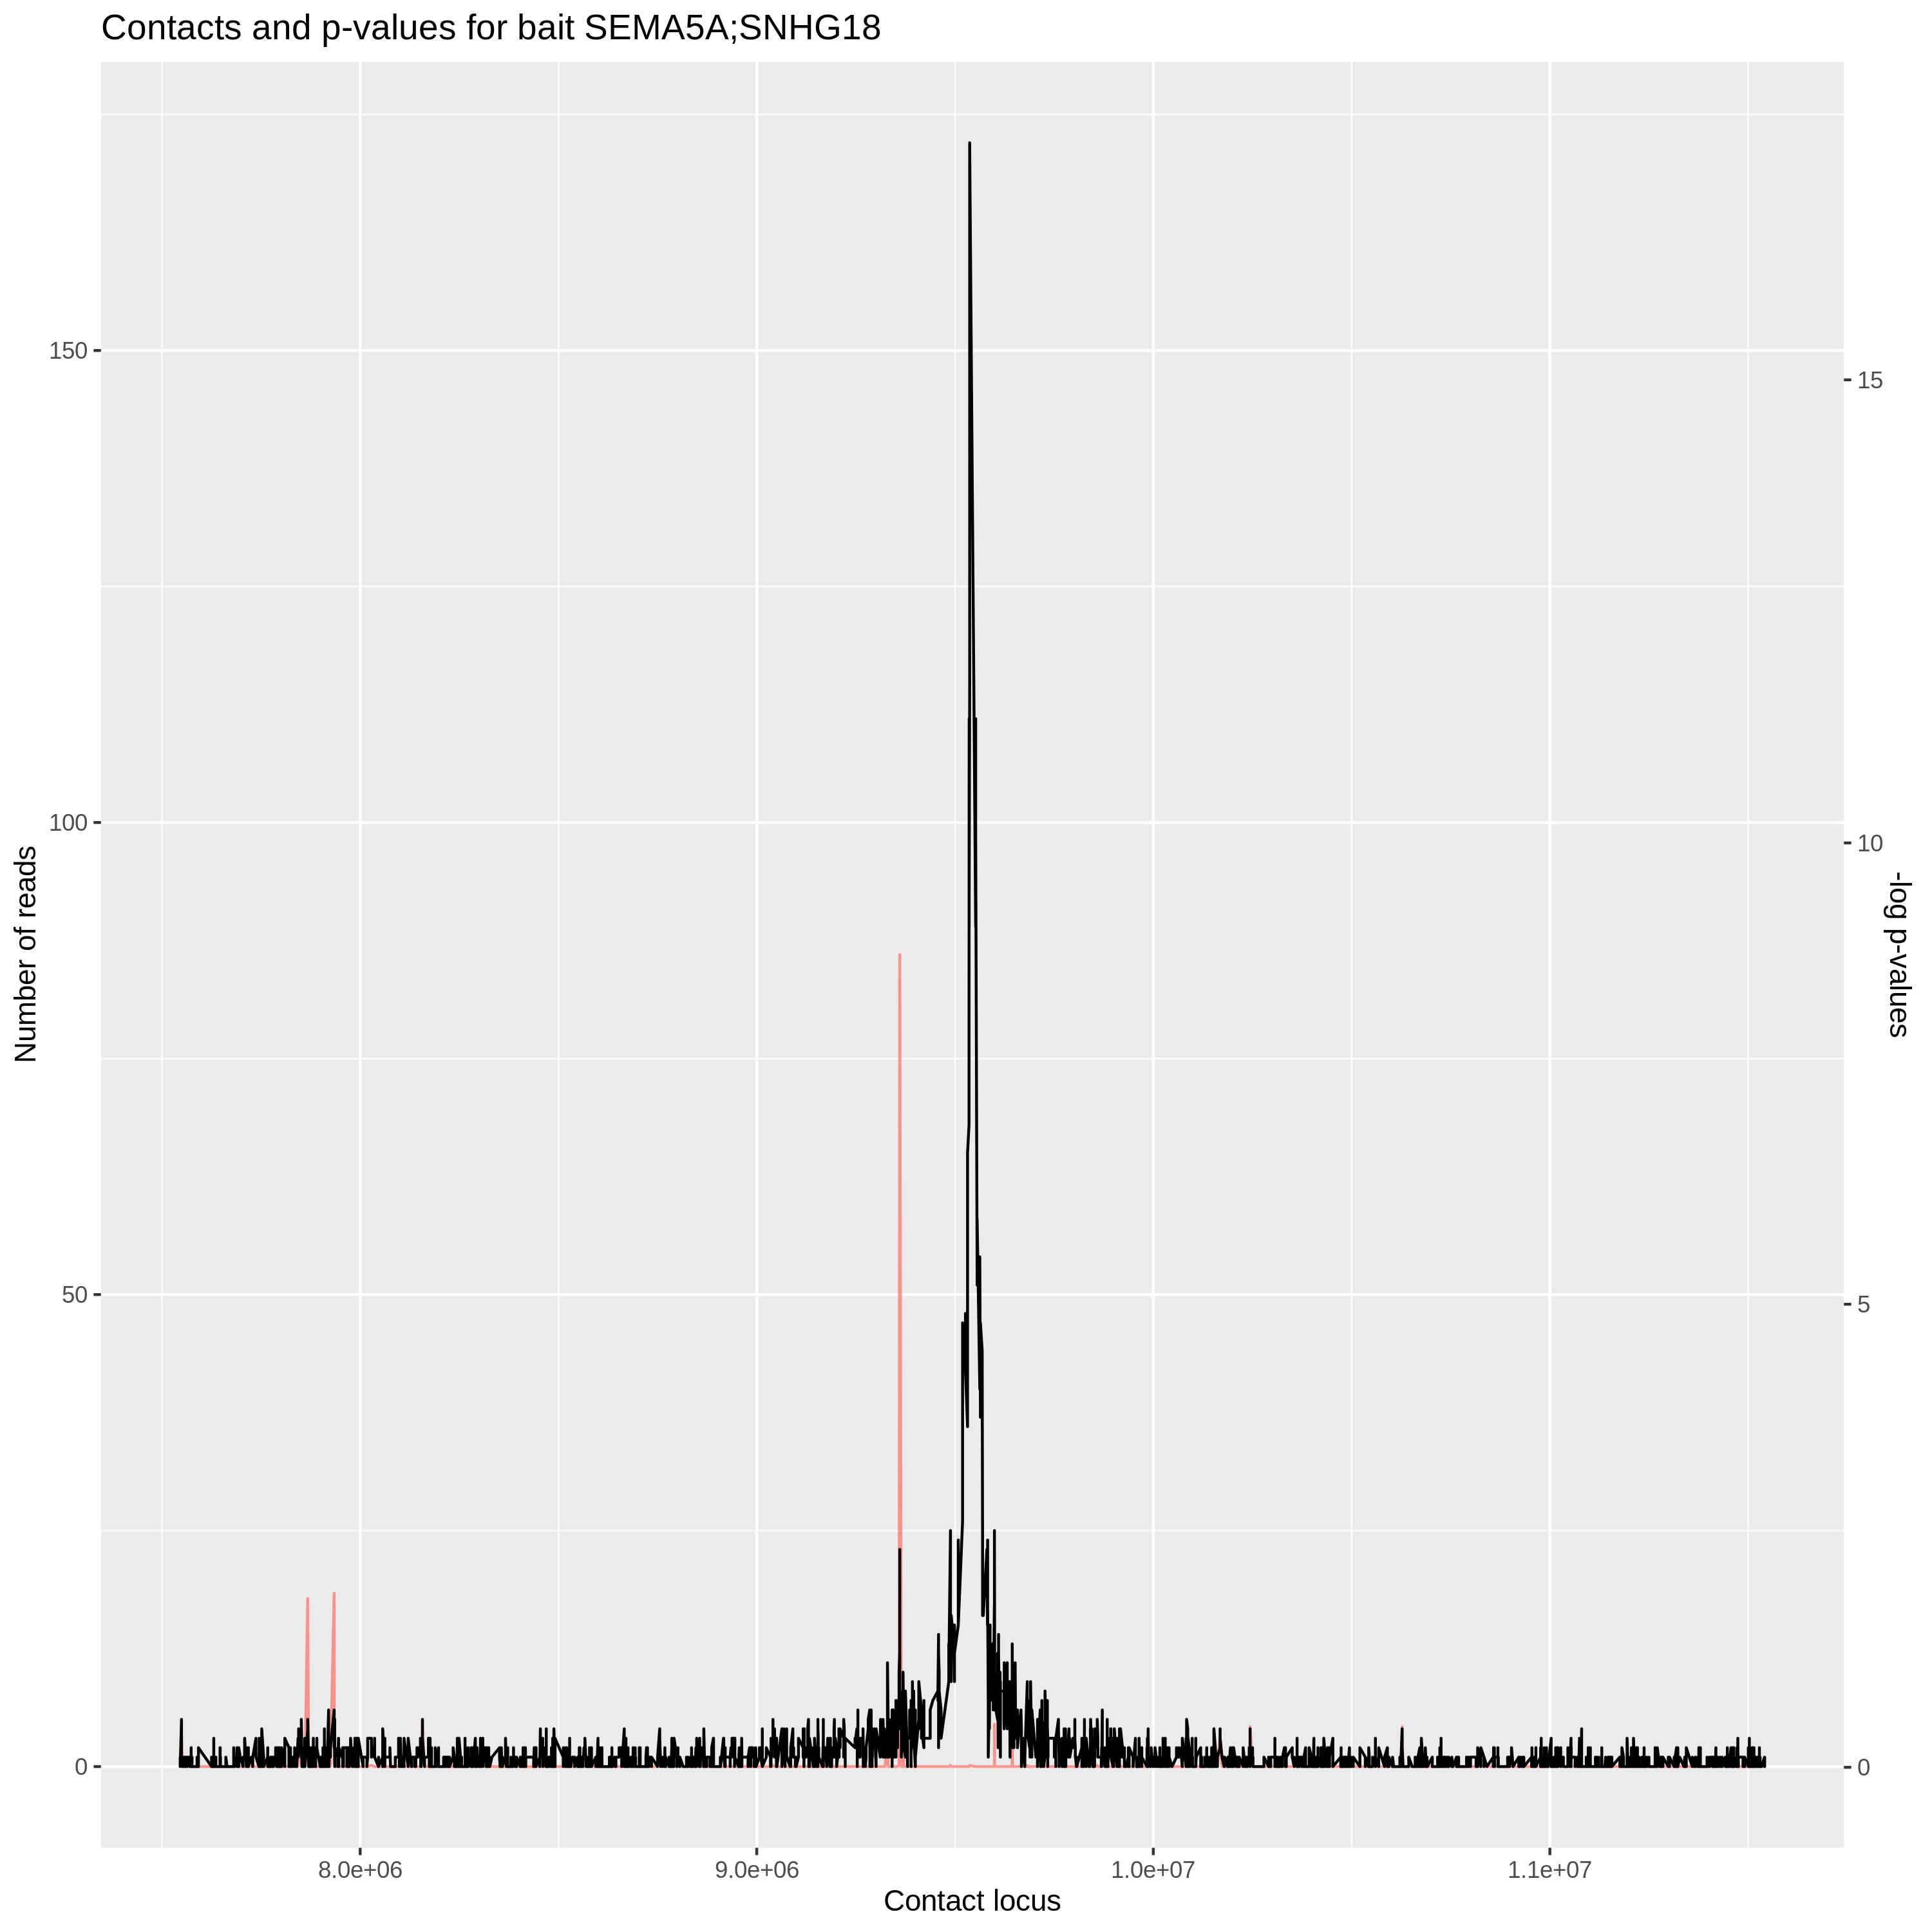 Contacts and p-values for bait SEMA5A;SNHG18
150
100
50
0
15
10
5
0
Number of reads
-log p-values
8.0e+06
9.0e+06
1.0e+07
1.1e+07
Contact locus